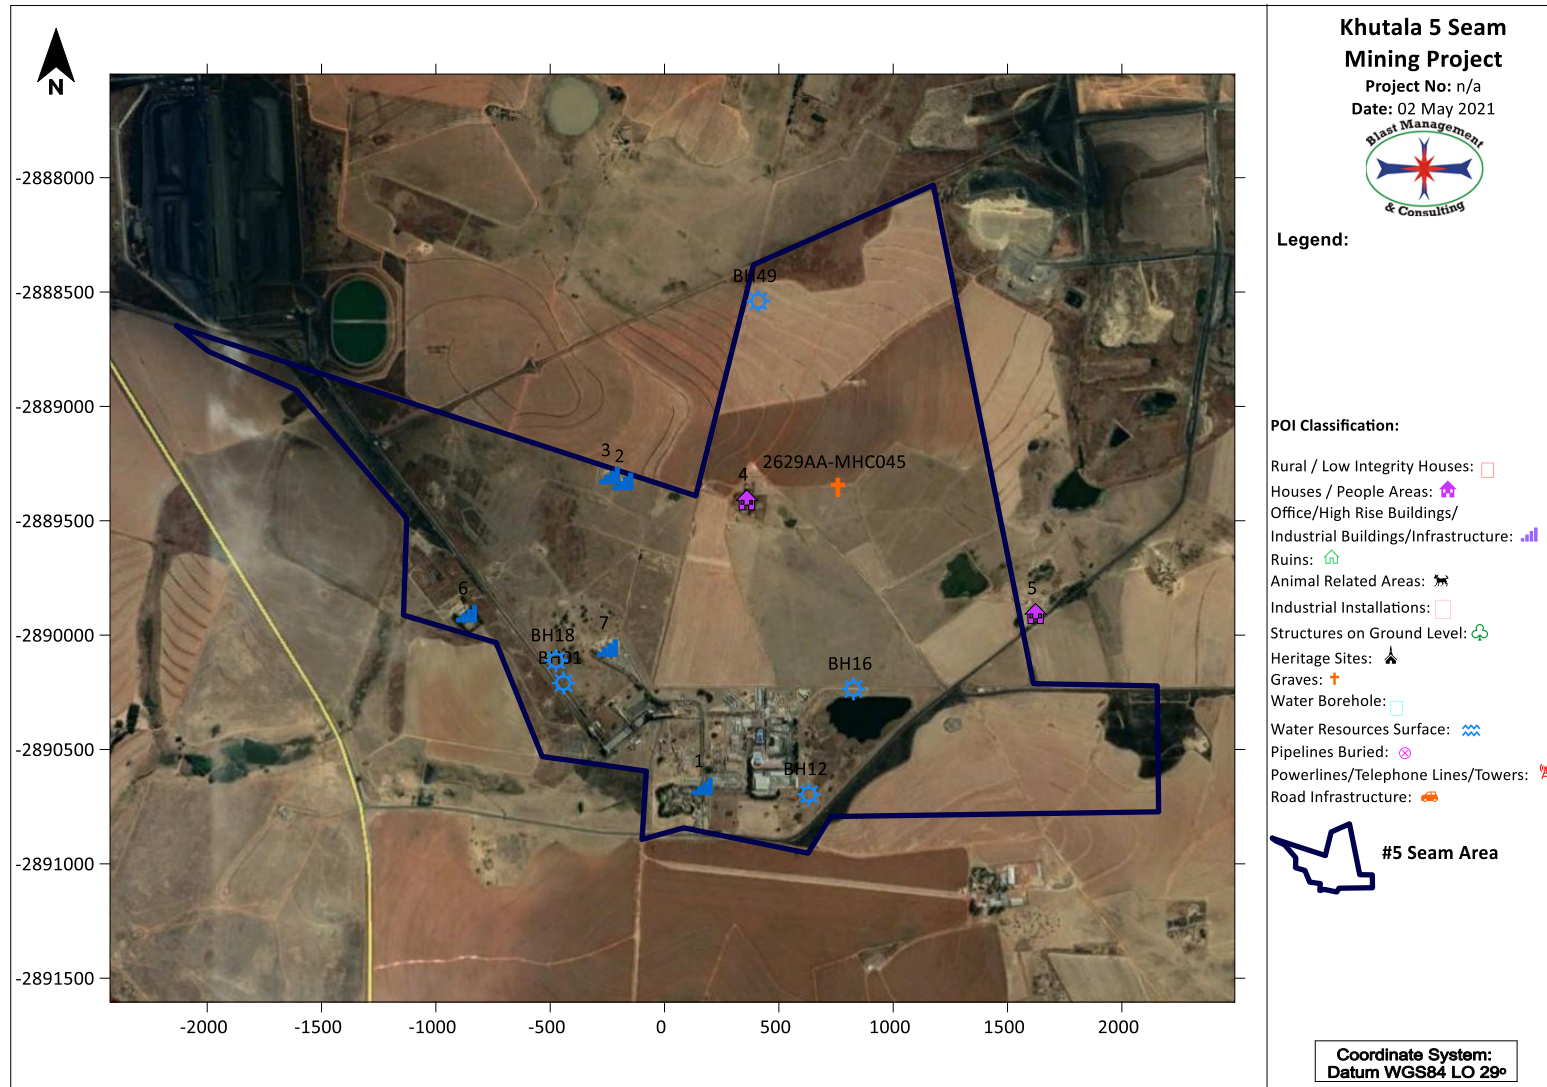 Khutala 5 Seam
Mining Project
Project No: n/a
Date: 02 May 2021
Blast Management
& Consulting
Legend:
POI Classification:
Rural / Low Integrity Houses:
Houses / People Areas:
Office/High Rise Buildings/
Industrial Buildings/Infrastructure:
Ruins:
Animal Related Areas:
Industrial Installations:
Structures on Ground Level:
Heritage Sites:
Graves:
Water Borehole:
Water Resources Surface:
Pipelines Buried:
Powerlines/Telephone Lines/Towers:
Road Infrastructure:
#5 Seam Area
Coordinate System:
Datum WGS84 LO 29º
N
-2888000
-2888500
-2889000
-2889500
-2890000
-2890500
-2891000
-2891500
-2000
-1500
-1000
-500
0
500
1000
1500
2000
BH49
3
2
4
2629AA-MHC045
6
5
7
BH18
BH01
BH16
1
BH12